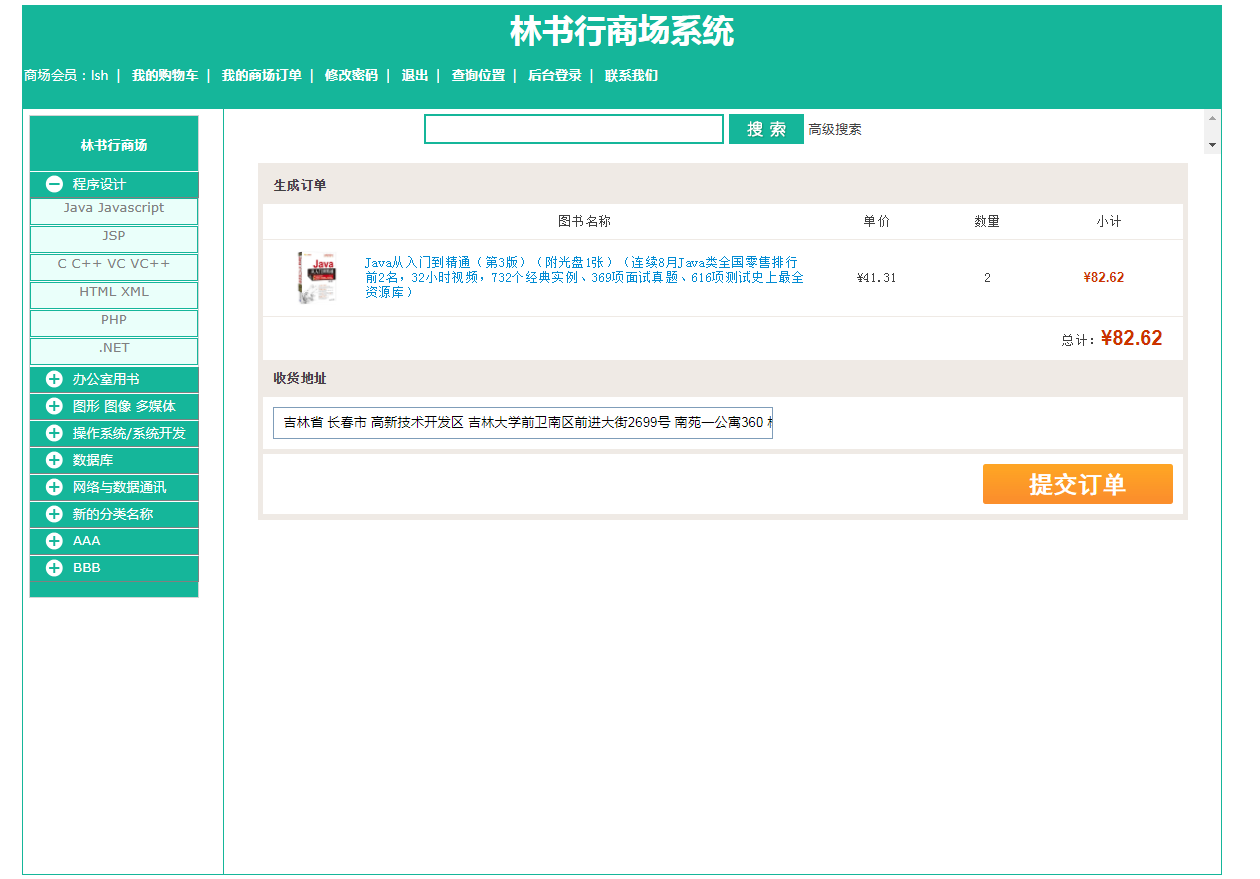 林书行商场系统
商场会员：lsh | 我的购物车 | 我的商场订单 | 修改密码 | 退出 | 查询位置 | 后台登录 | 联系我们
林书行商场
程序设计
Java Javascript
JSP
C C++ VC VC++
HTML XML
PHP
.NET
办公室用书
图形 图像 多媒体
操作系统/系统开发
数据库
网络与数据通讯
新的分类名称
AAA
BBB
搜 索 高级搜索
生成订单
图书名称 单价 数量 小计
Java
Java从入门到精通（第3版）（附光盘1张）（连续8月Java类全国零售排行
前2名，32小时视频，732个经典实例、369项面试真题、616项测试史上最全
资源库）
¥41.31 2 ¥82.62
总计：¥82.62
收货地址
吉林省 长春市 高新技术开发区 吉林大学前卫南区前进大街2699号 南苑一公寓360
提交订单